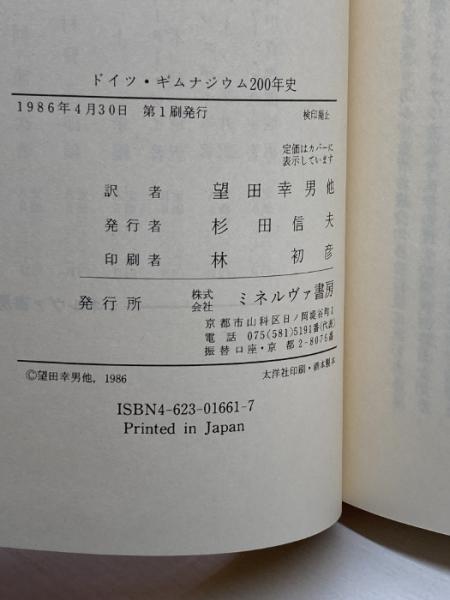 ドイツ・ギムナジウム200年史
1986年4月30日 第1刷発行 検印廃止
定価はカバーに
表示しています
訳者 望田幸男他
発行者 杉田信夫
印刷者 林初彦
発行所 株式会社 ミネルヴァ書房
京都市山科区日ノ岡堤谷町1
電話 075(581)5191番(代表)
振替口座・京都 2-8076番
©望田幸男他, 1986 太洋社印刷・酒本製本
ISBN4-623-01661-7
Printed in Japan